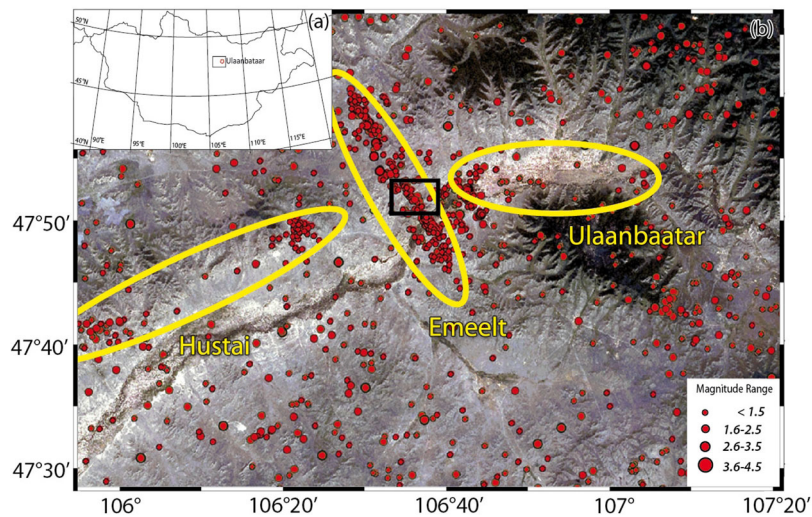 (a)
50°N
45°N
40°N
90°E
95°E
100°E
105°E
110°E
115°E
Ulaanbataar
(b)
47°50′
47°40′
47°30′
Ulaanbaatar
Emeelt
Hustai
Magnitude Range
< 1.5
1.6-2.5
2.6-3.5
3.6-4.5
106° 106°20′ 106°40′ 107° 107°20′